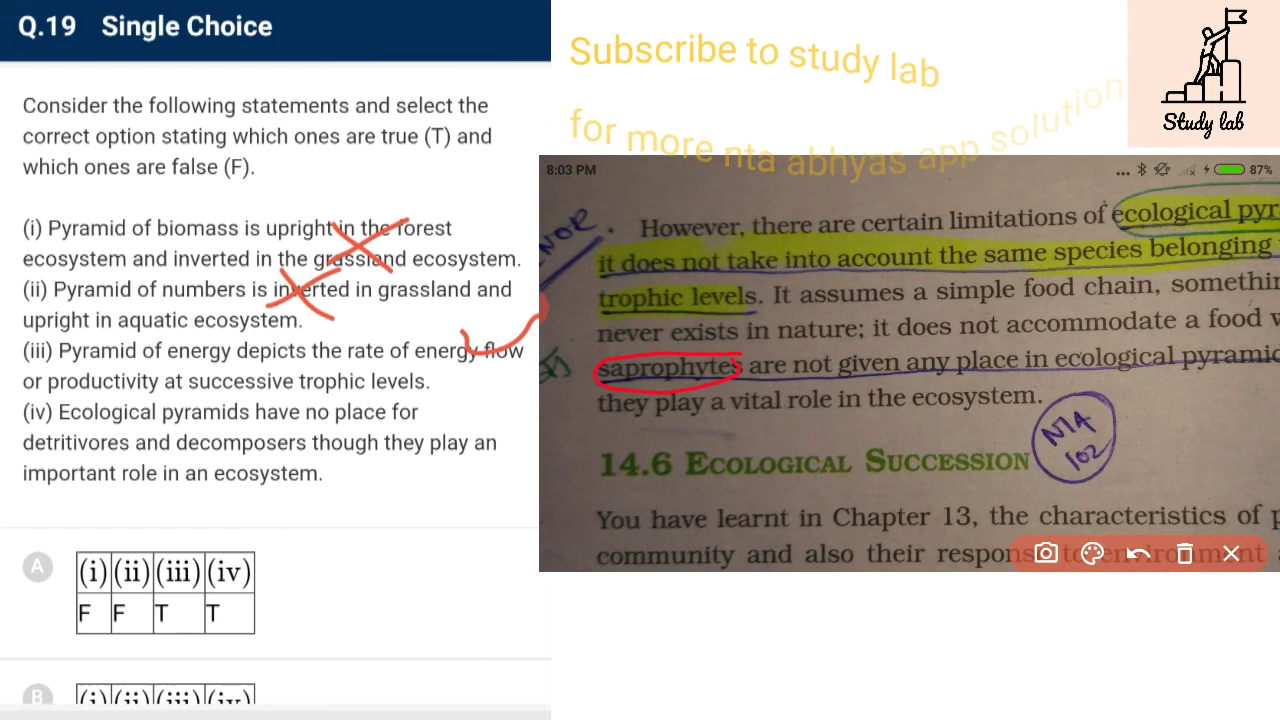 Q.19 Single Choice
Consider the following statements and select the
correct option stating which ones are true (T) and
which ones are false (F).
(i) Pyramid of biomass is upright in the forest
ecosystem and inverted in the grassland ecosystem.
(ii) Pyramid of numbers is inverted in grassland and
upright in aquatic ecosystem.
(iii) Pyramid of energy depicts the rate of energy flow
or productivity at successive trophic levels.
(iv) Ecological pyramids have no place for
detritivores and decomposers though they play an
important role in an ecosystem.
A
(i) (ii) (iii) (iv)
F F T T
B
(i) (ii) (iii) (iv)
Subscribe to study lab
for more nta abhyas app solution
Study lab
8:03 PM
87%
However, there are certain limitations of ecological pyr
it does not take into account the same species belonging
trophic levels. It assumes a simple food chain, somethin
never exists in nature; it does not accommodate a food w
saprophytes are not given any place in ecological pyramid
they play a vital role in the ecosystem.
NTA
102
14.6 ECOLOGICAL SUCCESSION
You have learnt in Chapter 13, the characteristics of p
community and also their response to environment a